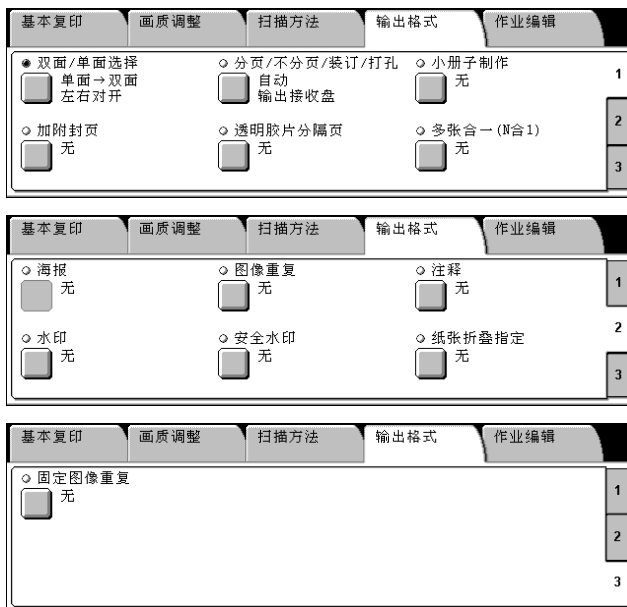 基本复印 画质调整 扫描方法 输出格式 作业编辑
双面/单面选择 分页/不分页/装订/打孔 小册子制作
单面→双面 自动 无
左右对开 输出接收盘
1
加附封页 透明胶片分隔页 多张合一(N合1)
无 无 无
2
3
基本复印 画质调整 扫描方法 输出格式 作业编辑
海报 图像重复 注释
无 无 无
1
水印 安全水印 纸张折叠指定
无 无 无
2
3
基本复印 画质调整 扫描方法 输出格式 作业编辑
固定图像重复
无
1
2
3